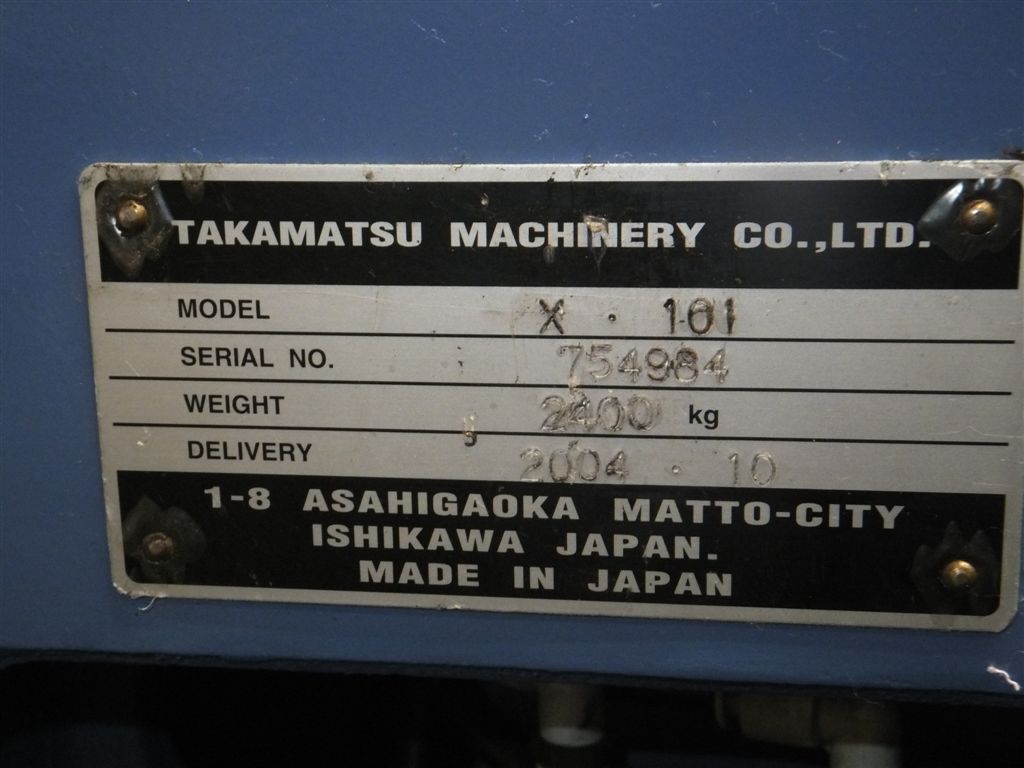 TAKAMATSU MACHINERY CO.,LTD.
MODEL X · 101
SERIAL NO. 754984
WEIGHT 2400 kg
DELIVERY 2004 · 10
1-8 ASAHIGAOKA MATTO-CITY
ISHIKAWA JAPAN.
MADE IN JAPAN